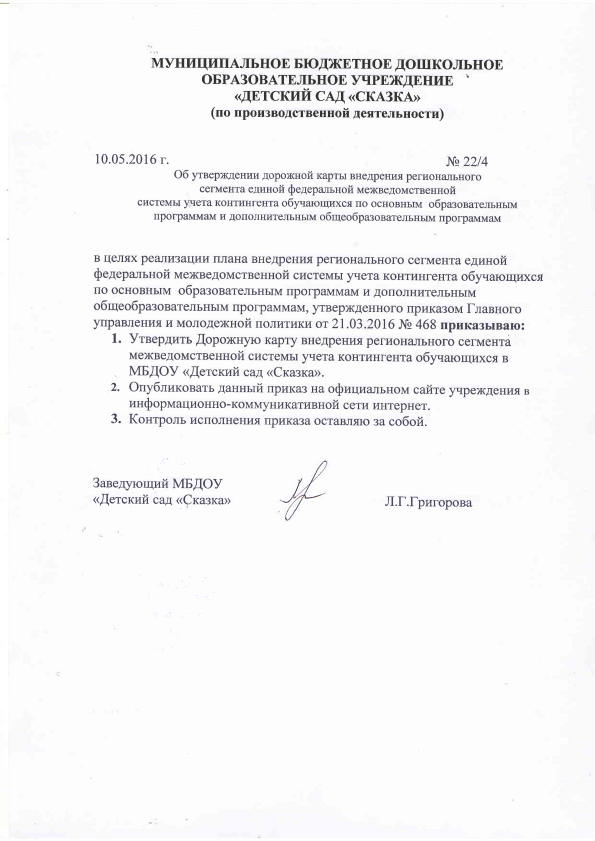 МУНИЦИПАЛЬНОЕ БЮДЖЕТНОЕ ДОШКОЛЬНОЕ
ОБРАЗОВАТЕЛЬНОЕ УЧРЕЖДЕНИЕ
«ДЕТСКИЙ САД «СКАЗКА»
(по производственной деятельности)
10.05.2016 г. № 22/4
Об утверждении дорожной карты внедрения регионального
сегмента единой федеральной межведомственной
системы учета контингента обучающихся по основным образовательным
программам и дополнительным общеобразовательным программам
в целях реализации плана внедрения регионального сегмента единой
федеральной межведомственной системы учета контингента обучающихся
по основным образовательным программам и дополнительным
общеобразовательным программам, утвержденного приказом Главного
управления и молодежной политики от 21.03.2016 № 468 приказываю:
1. Утвердить Дорожную карту внедрения регионального сегмента
межведомственной системы учета контингента обучающихся в
МБДОУ «Детский сад «Сказка».
2. Опубликовать данный приказ на официальном сайте учреждения в
информационно-коммуникативной сети интернет.
3. Контроль исполнения приказа оставляю за собой.
Заведующий МБДОУ
«Детский сад «Сказка» Л.Г.Григорова